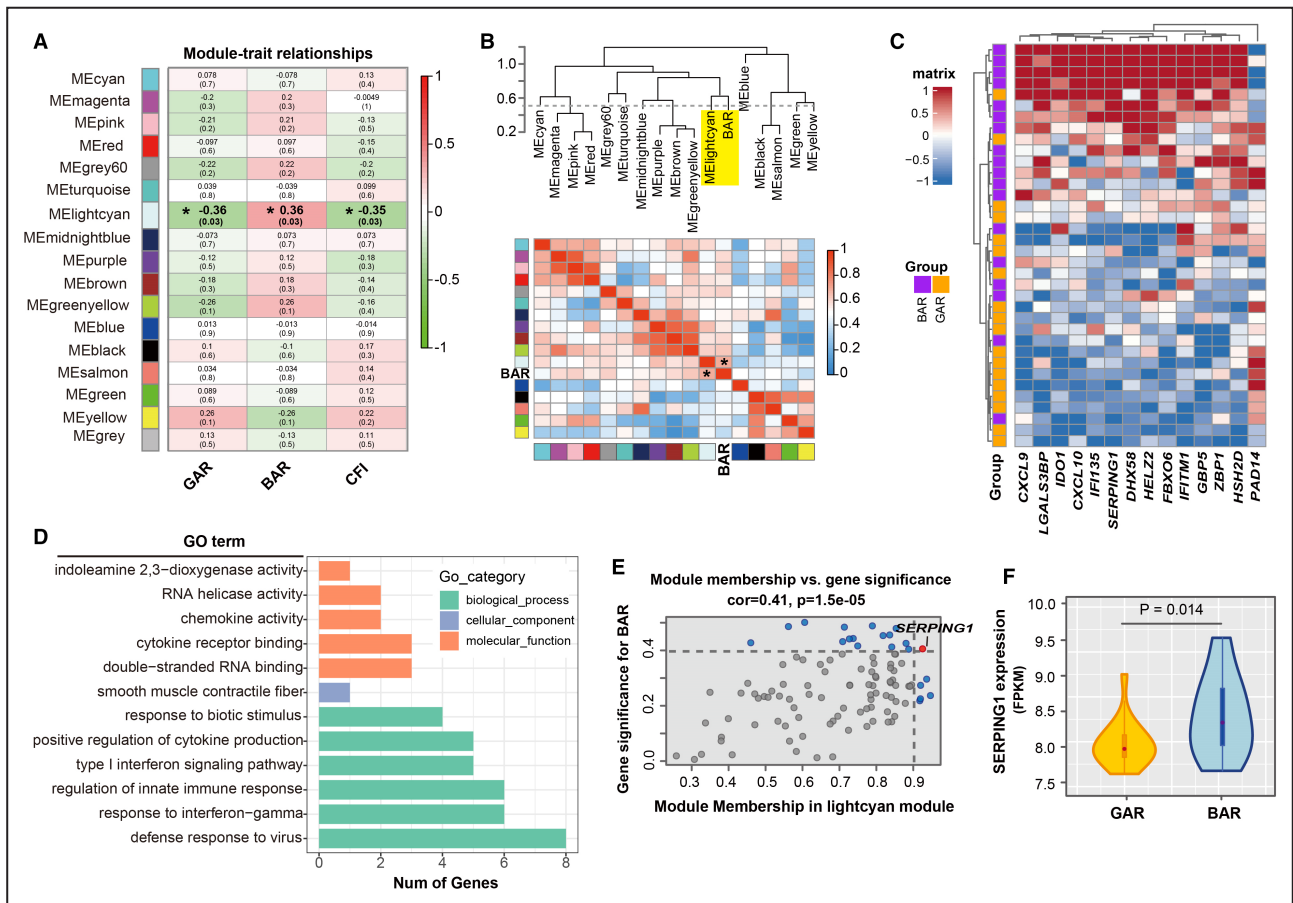 A
Module-trait relationships
MEcyan
0.078
(0.7)
-0.078
(0.7)
0.13
(0.4)
MEmagenta
-0.2
(0.3)
0.2
(0.3)
-0.0049
(1)
MEpink
-0.21
(0.2)
0.21
(0.2)
-0.13
(0.5)
MEred
-0.097
(0.6)
0.097
(0.6)
-0.15
(0.4)
MEgrey60
-0.22
(0.2)
0.22
(0.2)
-0.2
(0.2)
MEturquoise
0.039
(0.8)
-0.039
(0.8)
0.099
(0.6)
MElightcyan
* -0.36
(0.03)
* 0.36
(0.03)
* -0.35
(0.03)
MEmidnightblue
-0.073
(0.7)
0.073
(0.7)
0.073
(0.7)
MEpurple
-0.12
(0.5)
0.12
(0.5)
-0.18
(0.3)
MEbrown
-0.18
(0.3)
0.18
(0.3)
-0.14
(0.4)
MEgreenyellow
-0.26
(0.1)
0.26
(0.1)
-0.16
(0.4)
MEblue
0.013
(0.9)
-0.013
(0.9)
-0.014
(0.9)
MEblack
0.1
(0.6)
-0.1
(0.6)
0.17
(0.3)
MEsalmon
0.034
(0.8)
-0.034
(0.8)
0.14
(0.4)
MEgreen
0.089
(0.6)
-0.089
(0.6)
0.12
(0.5)
MEyellow
0.26
(0.1)
-0.26
(0.1)
0.22
(0.2)
MEgrey
0.13
(0.5)
-0.13
(0.5)
0.11
(0.5)
GAR
BAR
CFI
1
0.5
0
-0.5
-1
B
1.0
0.6
0.2
MEcyan
MEmagenta
MEpink
MEred
MEgrey60
MEturquoise
MEmidnightblue
MEpurple
MEbrown
MEgreenyellow
MElightcyan
BAR
MEblue
MEblack
MEsalmon
MEgreen
MEyellow
BAR
*
*
BAR
1
0.8
0.6
0.4
0.2
0
C
matrix
1
0.5
0
−0.5
−1
Group
BAR
GAR
Group
CXCL9
LGALS3BP
IDO1
CXCL10
IFI135
SERPING1
DHX58
HELZ2
FBXO6
IFITM1
GBP5
ZBP1
HSH2D
PAD14
D
GO term
indoleamine 2,3−dioxygenase activity
RNA helicase activity
chemokine activity
cytokine receptor binding
double−stranded RNA binding
smooth muscle contractile fiber
response to biotic stimulus
positive regulation of cytokine production
type I interferon signaling pathway
regulation of innate immune response
response to interferon−gamma
defense response to virus
Go_category
biological_process
cellular_component
molecular_function
0 2 4 6 8
Num of Genes
E
Module membership vs. gene significance
cor=0.41, p=1.5e-05
Gene significance for BAR
0.4
0.2
0.0
SERPING1
0.3 0.4 0.5 0.6 0.7 0.8 0.9
Module Membership in lightcyan module
F
SERPING1 expression
(FPKM)
10.0
9.5
8.5
8.0
7.5
P = 0.014
GAR
BAR